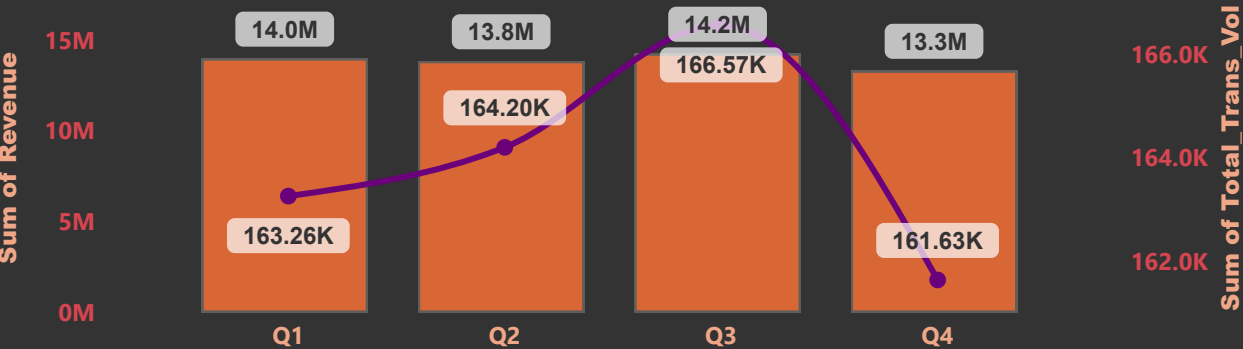 Sum of Revenue
15M
10M
5M
0M
14.0M
13.8M
14.2M
13.3M
163.26K
164.20K
166.57K
161.63K
Q1
Q2
Q3
Q4
166.0K
164.0K
162.0K
Sum of Total_Trans_Vol